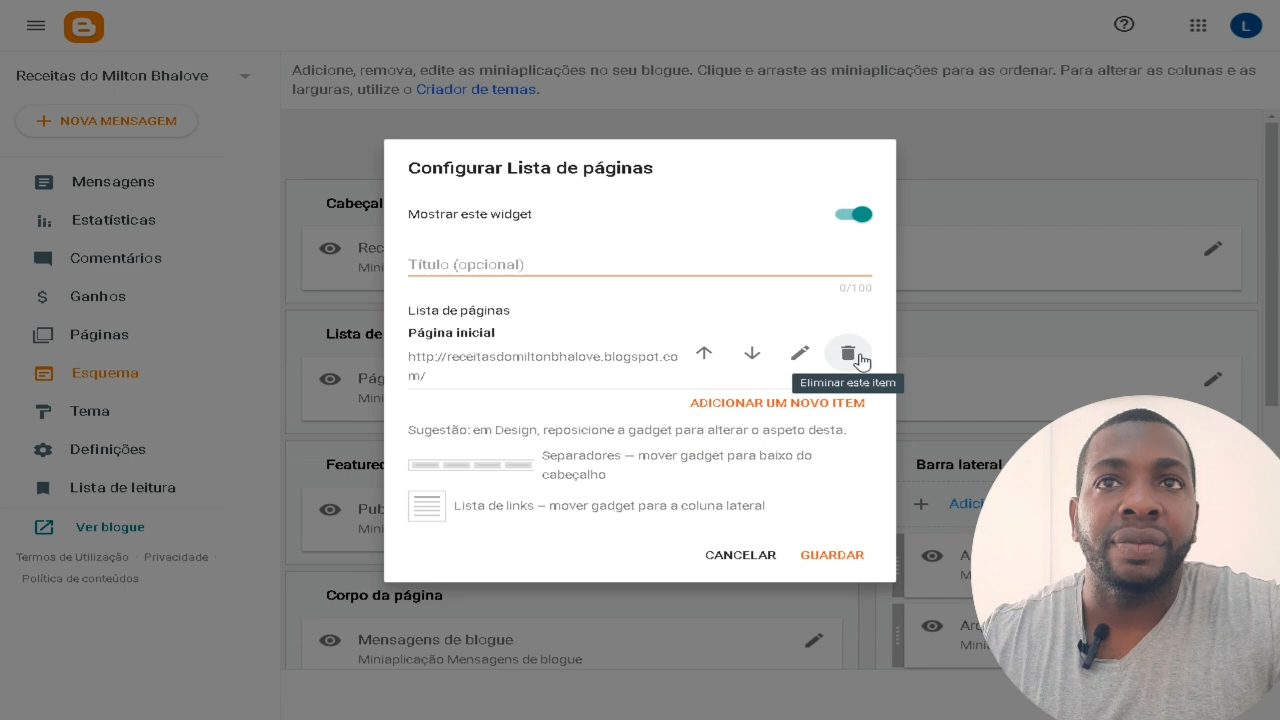 L
Receitas do Milton Bhalove
Adicione, remova, edite as miniaplicações no seu blogue. Clique e arraste as miniaplicações para as ordenar. Para alterar as colunas e as
larguras, utilize o Criador de temas.
+ NOVA MENSAGEM
Mensagens
Estatísticas
Comentários
Ganhos
Páginas
Esquema
Tema
Definições
Lista de leitura
Ver blogue
Termos de Utilização · Privacidade ·
Política de conteúdos
Configurar Lista de páginas
Mostrar este widget
Título (opcional)
0/100
Lista de páginas
Página inicial
http://receitasdomiltonbhalove.blogspot.co
m/
Eliminar este item
ADICIONAR UM NOVO ITEM
Sugestão: em Design, reposicione a gadget para alterar o aspeto desta.
Separadores – mover gadget para baixo do
cabeçalho
Lista de links – mover gadget para a coluna lateral
CANCELAR GUARDAR
Cabeçal
Rec
Mini
Lista de
Pág
Mini
Featured
Pub
Mini
Barra lateral
+ Adici
A
M
Corpo da página
Mensagens de blogue
Miniaplicação Mensagens de blogue
Ar
M